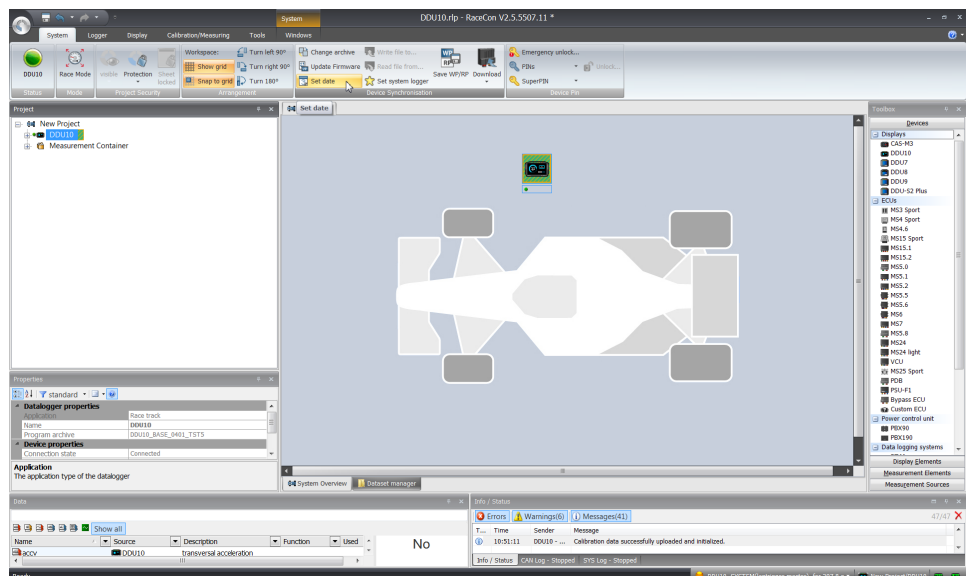 System
DDU10.rlp - RaceCon V2.5.5507.11 *
System Logger Display Calibration/Measuring Tools Windows
DDU10
Race Mode
visible
Protection
Sheet locked
Workspace:
Show grid
Snap to grid
Turn left 90°
Turn right 90°
Turn 180°
Change archive
Update Firmware
Set date
Write file to...
Read file from...
Set system logger
Save WP/RP
Download
Emergency unlock...
PINs
Unlock...
SuperPIN
Status Mode Project Security Arrangement Device Synchronisation Device Pin
Project
New Project
DDU10
Measurement Container
Set date
Toolbox
Devices
Displays
CAS-M3
DDU10
DDU7
DDU8
DDU9
DDU-S2 Plus
ECUs
MS3 Sport
MS4 Sport
MS4.6
MS15 Sport
MS15.1
MS15.2
MS5.0
MS5.1
MS5.2
MS5.5
MS5.6
MS6
MS7
MS5.8
MS24
MS24 light
VCU
MS25 Sport
PDB
PSU-F1
Bypass ECU
Custom ECU
Power control unit
PBX90
PBX190
Data logging systems
Display Elements
Measurement Elements
Measurement Sources
Properties
standard
Datalogger properties
Application Race track
Name DDU10
Program archive DDU10_BASE_0401_TST5
Device properties
Connection state Connected
Application
The application type of the datalogger
System Overview Dataset manager
Data
Show all
Name Source Description Function Used
accv DDU10 transversal acceleration
No
Info / Status
Errors Warnings(6) Messages(41) 47/47
T... Time Sender Message
10:51:11 DDU10 - ... Calibration data successfully uploaded and initialized.
Info / Status CAN Log - Stopped SYS Log - Stopped
Ready